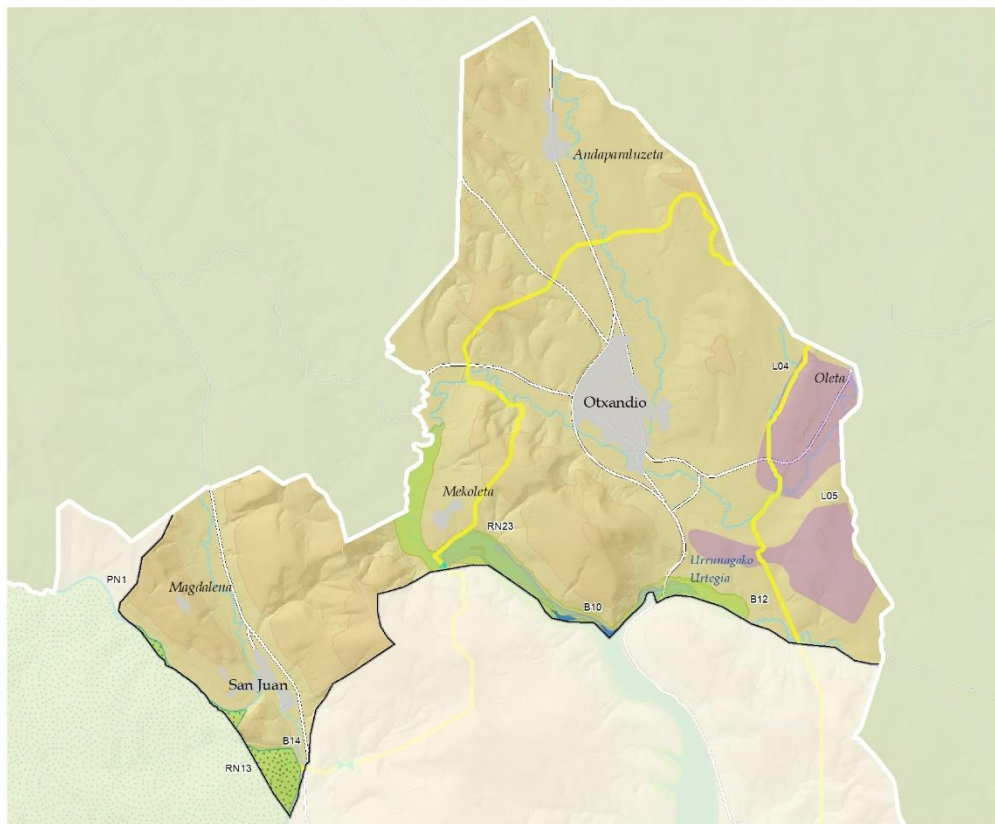 Andaparaluzeta
L04
Oleta
Otxandio
Mekoleta
L05
RN23
Urrunagako
Urtegia
PN1
Magdalena
B10
B12
San Juan
B14
RN13